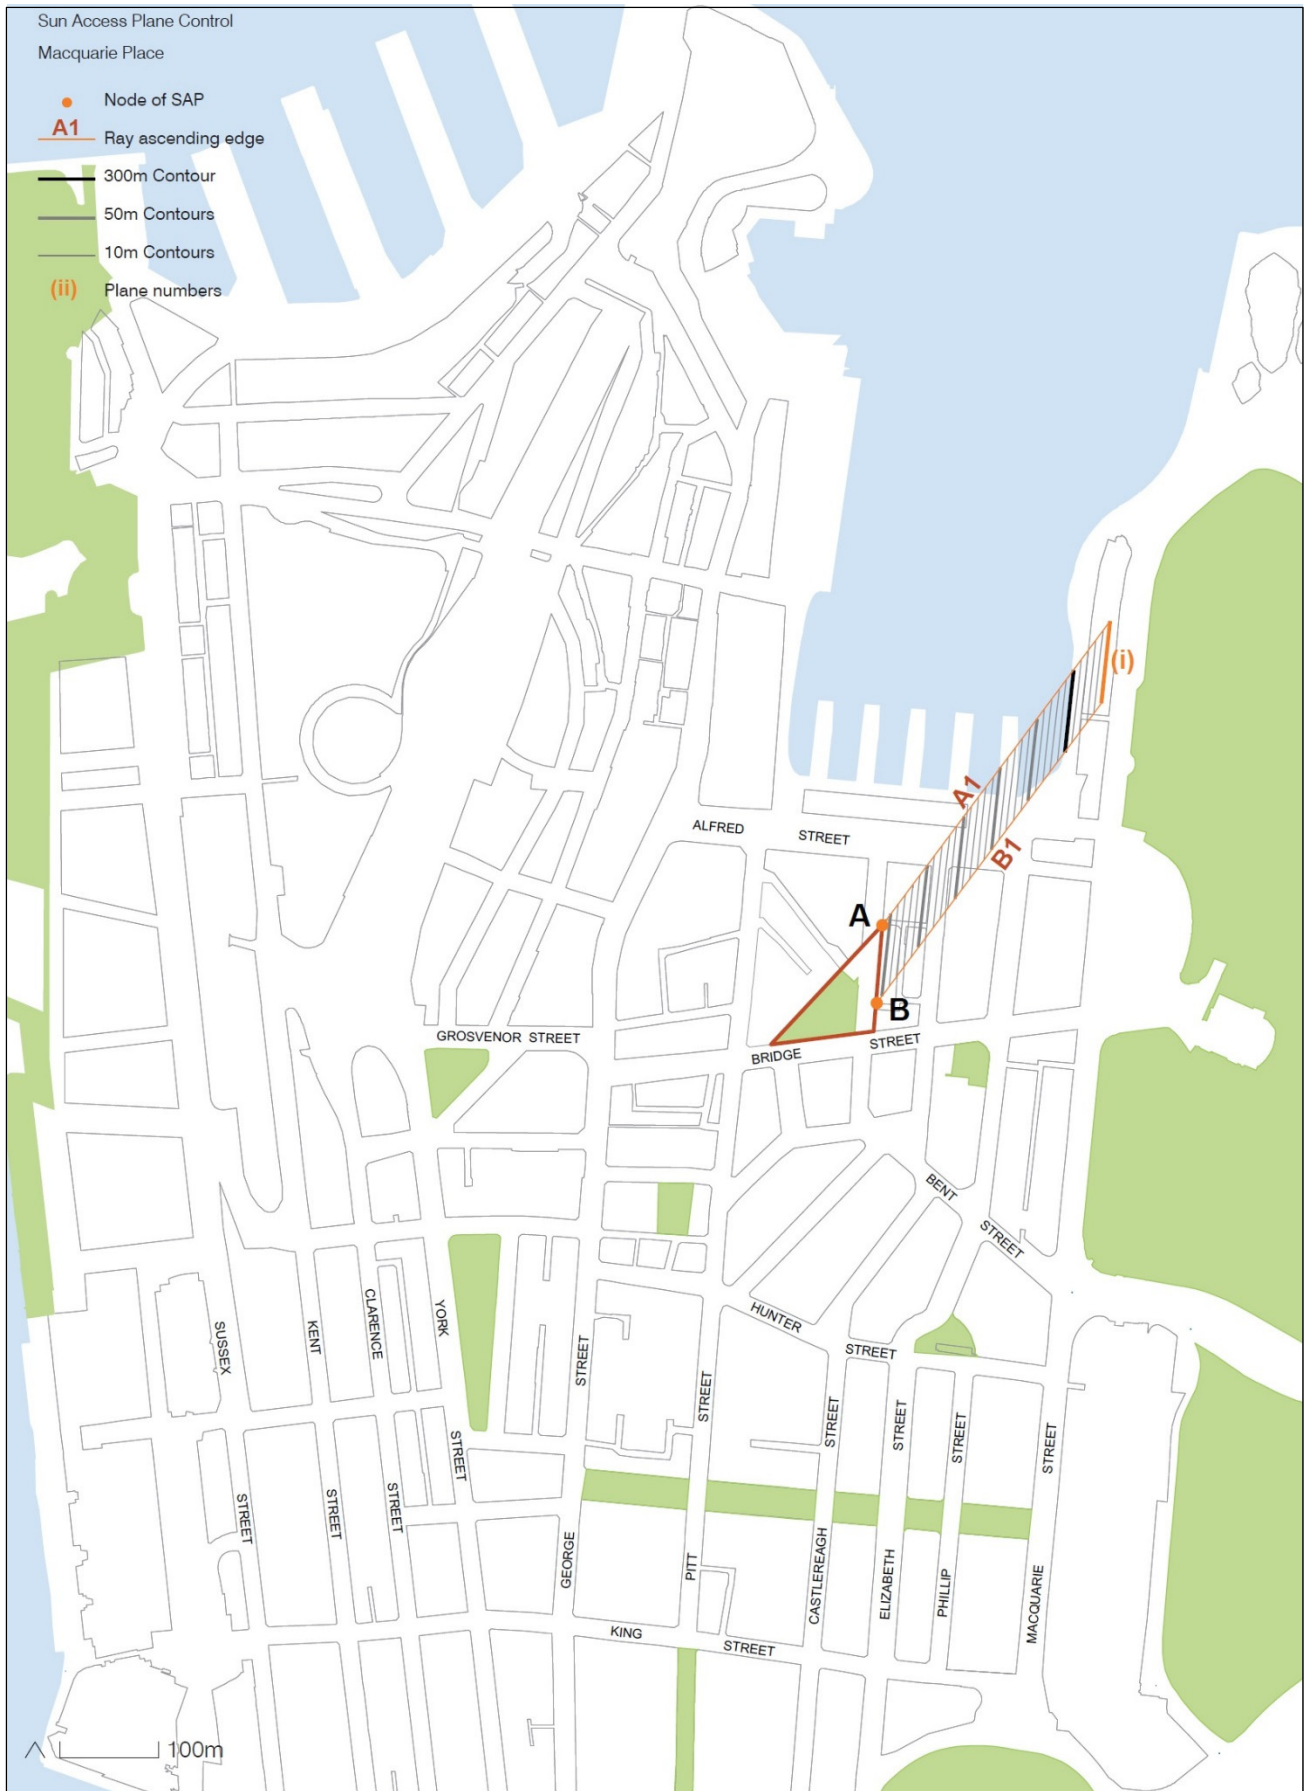 Sun Access Plane Control
Macquarie Place
Node of SAP
A1
Ray ascending edge
300m Contour
50m Contours
10m Contours
(ii)
Plane numbers
(i)
A1
ALFRED STREET
B1
A
B
GROSVENOR STREET
BRIDGE STREET
BENT STREET
HUNTER STREET
SUSSEX STREET
KENT STREET
CLARENCE STREET
YORK STREET
GEORGE STREET
PITT STREET
CASTLEREAGH STREET
ELIZABETH STREET
PHILLIP STREET
MACQUARIE STREET
KING STREET
100m